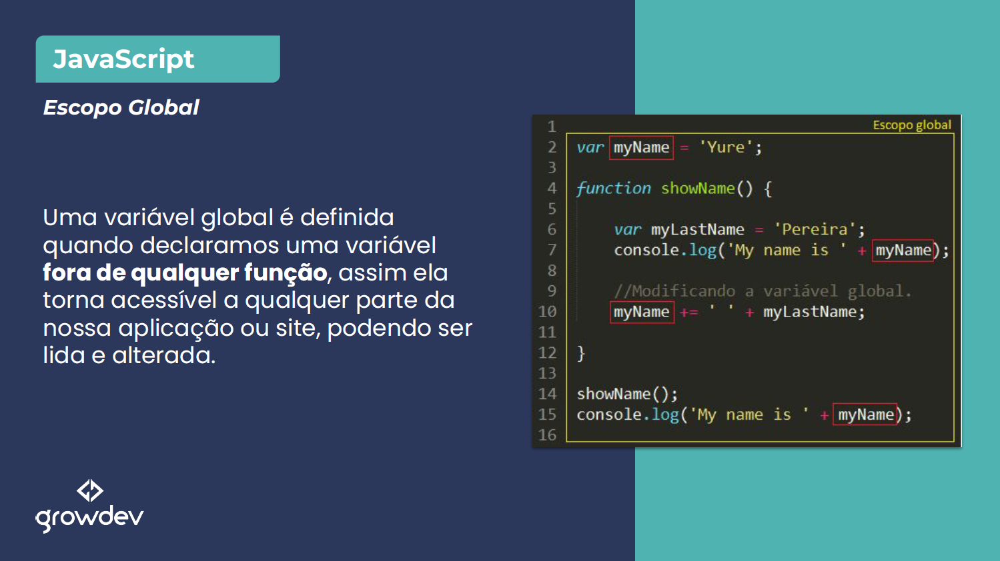 JavaScript
Escopo Global
Uma variável global é definida
quando declaramos uma variável
fora de qualquer função, assim ela
torna acessível a qualquer parte da
nossa aplicação ou site, podendo ser
lida e alterada.
growdev
Escopo global
1
2 var myName = 'Yure';
3
4 function showName() {
5
6 var myLastName = 'Pereira';
7 console.log('My name is ' + myName);
8
9 //Modificando a variável global.
10 myName += ' ' + myLastName;
11
12 }
13
14 showName();
15 console.log('My name is ' + myName);
16